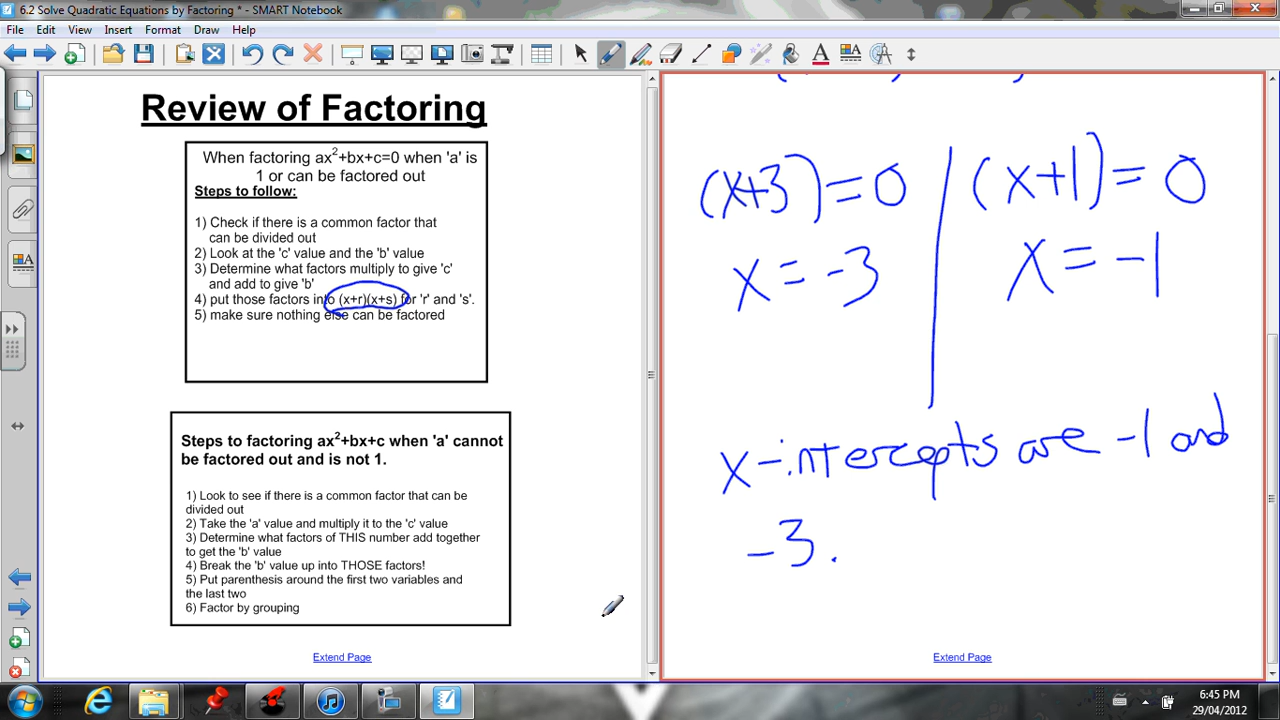 6.2 Solve Quadratic Equations by Factoring * - SMART Notebook
File Edit View Insert Format Draw Help
Review of Factoring
When factoring ax²+bx+c=0 when 'a' is
1 or can be factored out
Steps to follow:
1) Check if there is a common factor that
can be divided out
2) Look at the 'c' value and the 'b' value
3) Determine what factors multiply to give 'c'
and add to give 'b'
4) put those factors into (x+r)(x+s) for 'r' and 's'.
5) make sure nothing else can be factored
Steps to factoring ax²+bx+c when 'a' cannot
be factored out and is not 1.
1) Look to see if there is a common factor that can be
divided out
2) Take the 'a' value and multiply it to the 'c' value
3) Determine what factors of THIS number add together
to get the 'b' value
4) Break the 'b' value up into THOSE factors!
5) Put parenthesis around the first two variables and
the last two
6) Factor by grouping
Extend Page
(x+3)=0 (x+1)=0
x=-3 x=-1
x-intercepts are -1 and
-3.
Extend Page
6:45 PM
29/04/2012